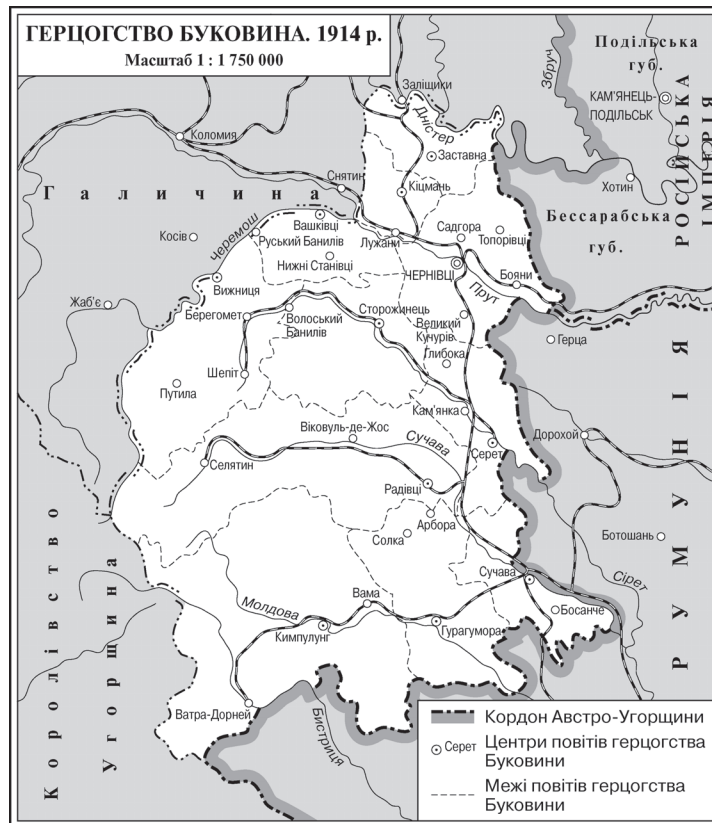 ГЕРЦОГСТВО БУКОВИНА. 1914 р.
Масштаб 1 : 1 750 000
Подільська
губ.
Збруч
КАМ'ЯНЕЦЬ-
ПОДІЛЬСЬК
РОСІЙСЬКА
ІМПЕРІЯ
Заліщики
Дністер
Коломия
Заставна
Снятин
Кіцмань
Хотин
Галичина
Бессарабська
губ.
Вашківці
Черемош
Руський Банилів
Косів
Лужани
Садгора
Топорівці
Нижні Станівці
ЧЕРНІВЦІ
Прут
Бояни
Вижниця
Жаб'є
Берегомет
Волоський
Банилів
Сторожинець
Великий
Кучурів
Глибока
Герца
Шепіт
Путила
Кам'янка
РУМУНІЯ
Віковуль-де-Жос
Сучава
Серет
Дорохой
Селятин
Радівці
Арбора
Солка
Ботошань
Королівство
Угорщина
Сучава
Сірет
Молдова
Вама
Босанче
Кимпулунг
Гурагумора
Ватра-Дорней
Бистриця
Кордон Австро-Угорщини
Серет
Центри повітів герцогства
Буковини
Межі повітів герцогства
Буковини